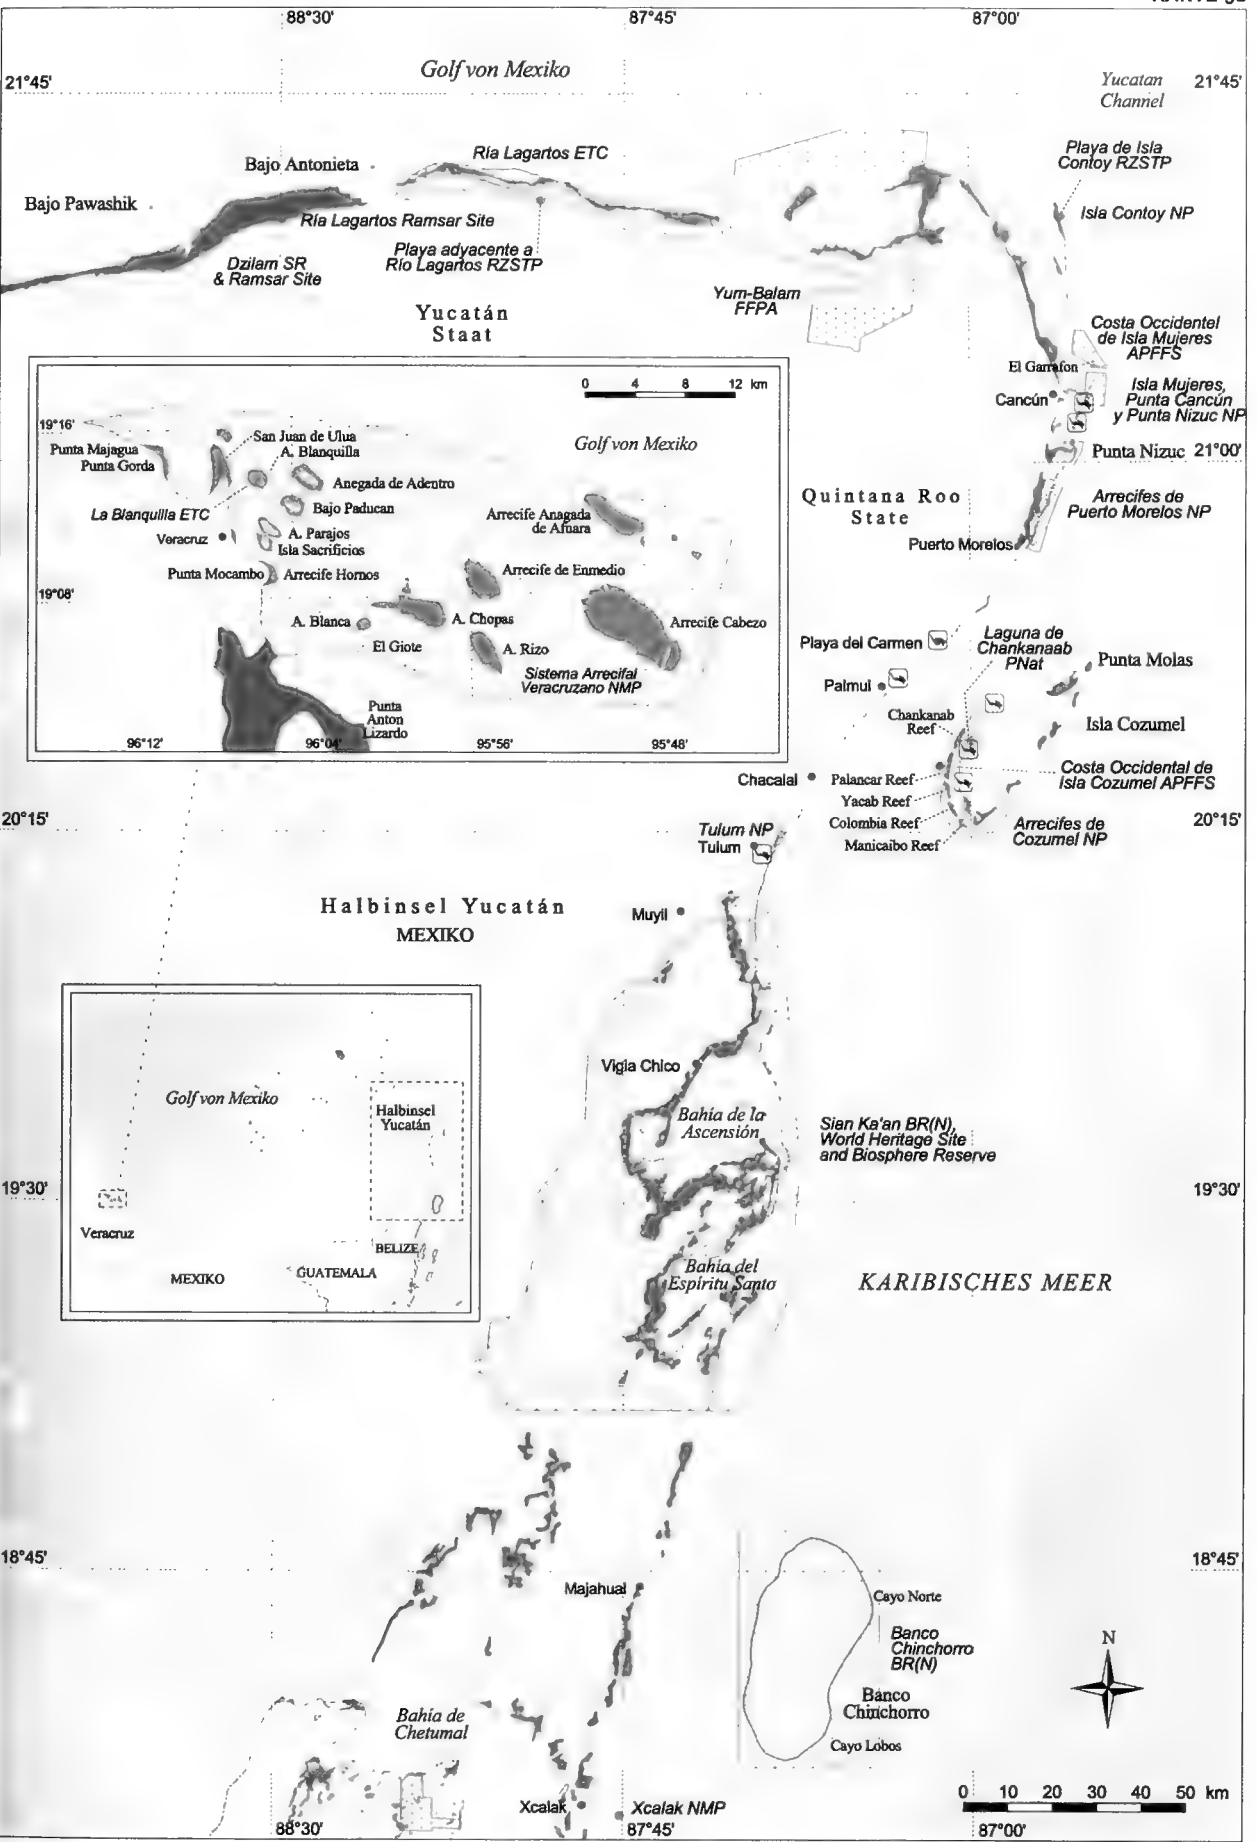 88°30'
87°45'
87°00'
Golf von Mexiko
21°45'
Yucatan
Channel
21°45'
Playa de Isla
Contoy RZSTP
Ría Lagartos ETC
Bajo Antonieta
Bajo Pawashik
Isla Contoy NP
Ría Lagartos Ramsar Site
Playa adyacente a
Río Lagartos RZSTP
Dzilam SR
& Ramsar Site
Yum-Balam
FFPA
Yucatán
Staat
Costa Occidentel
de Isla Mujeres
APFFS
El Garrafon
Isla Mujeres,
Punta Cancún
y Punta Nizuc NP
Cancún
Punta Nizuc
21°00'
Quintana Roo
State
Arrecifes de
Puerto Morelos NP
Puerto Morelos
0 4 8 12 km
19°16'
Golf von Mexiko
San Juan de Ulua
A. Blanquilla
Punta Majagua
Punta Gorda
Anegada de Adentro
La Blanquilla ETC
Bajo Paducan
Arrecife Anagada
de Afuara
Veracruz
A. Parajos
Isla Sacrificios
Punta Mocambo
Arrecife Hornos
Arrecife de Enmedio
19°08'
A. Blanca
A. Chopas
Arrecife Cabezo
El Giote
A. Rizo
Sistema Arrecifal
Veracruzano NMP
Punta
Anton
Lizardo
96°12'
96°04'
95°56'
95°48'
Playa del Carmen
Laguna de
Chankanaab
PNat
Punta Molas
Palmul
Chankanab
Reef
Isla Cozumel
Chacalal
Palancar Reef
Costa Occidental de
Isla Cozumel APFFS
Yacab Reef
Colombia Reef
Manicaibo Reef
Arrecifes de
Cozumel NP
20°15'
20°15'
Tulum NP
Tulum
Halbinsel Yucatán
MEXIKO
Muyil
Vigia Chico
Bahía de la
Ascensión
Sian Ka'an BR(N),
World Heritage Site
and Biosphere Reserve
19°30'
19°30'
Golf von Mexiko
Halbinsel
Yucatán
Veracruz
BELIZE
MEXIKO
GUATEMALA
Bahía del
Espíritu Santo
KARIBISCHES MEER
18°45'
18°45'
Majahual
Cayo Norte
Banco
Chinchorro
BR(N)
N
Banco
Chinchorro
Cayo Lobos
Bahía de
Chetumal
Xcalak
Xcalak NMP
0 10 20 30 40 50 km
88°30'
87°45'
87°00'